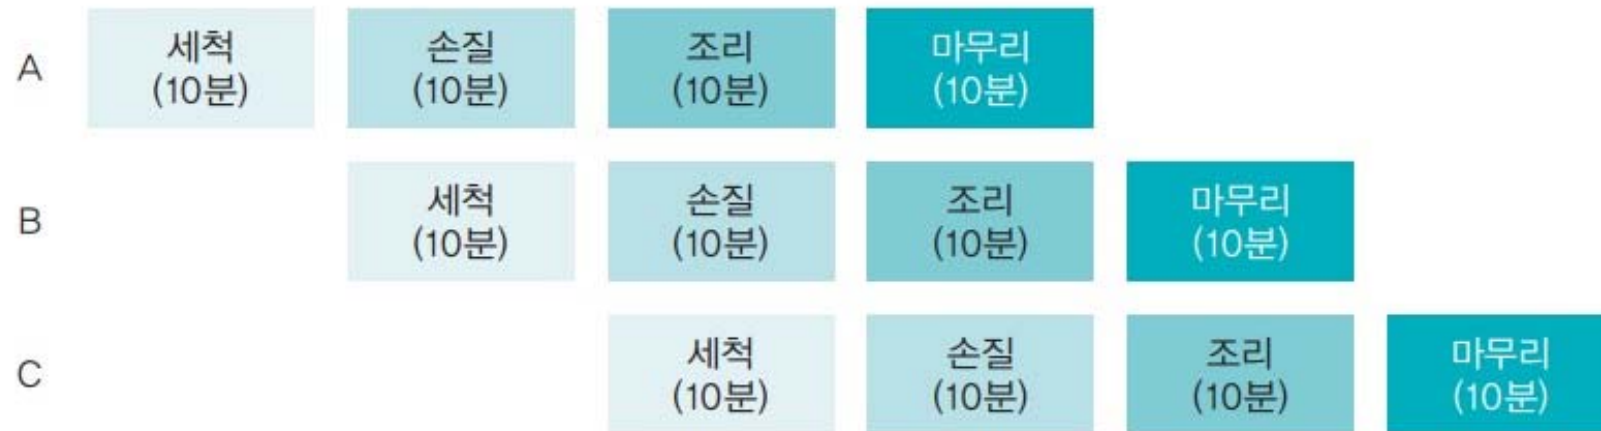 A
세척
(10분)
손질
(10분)
조리
(10분)
마무리
(10분)
B
세척
(10분)
손질
(10분)
조리
(10분)
마무리
(10분)
C
세척
(10분)
손질
(10분)
조리
(10분)
마무리
(10분)